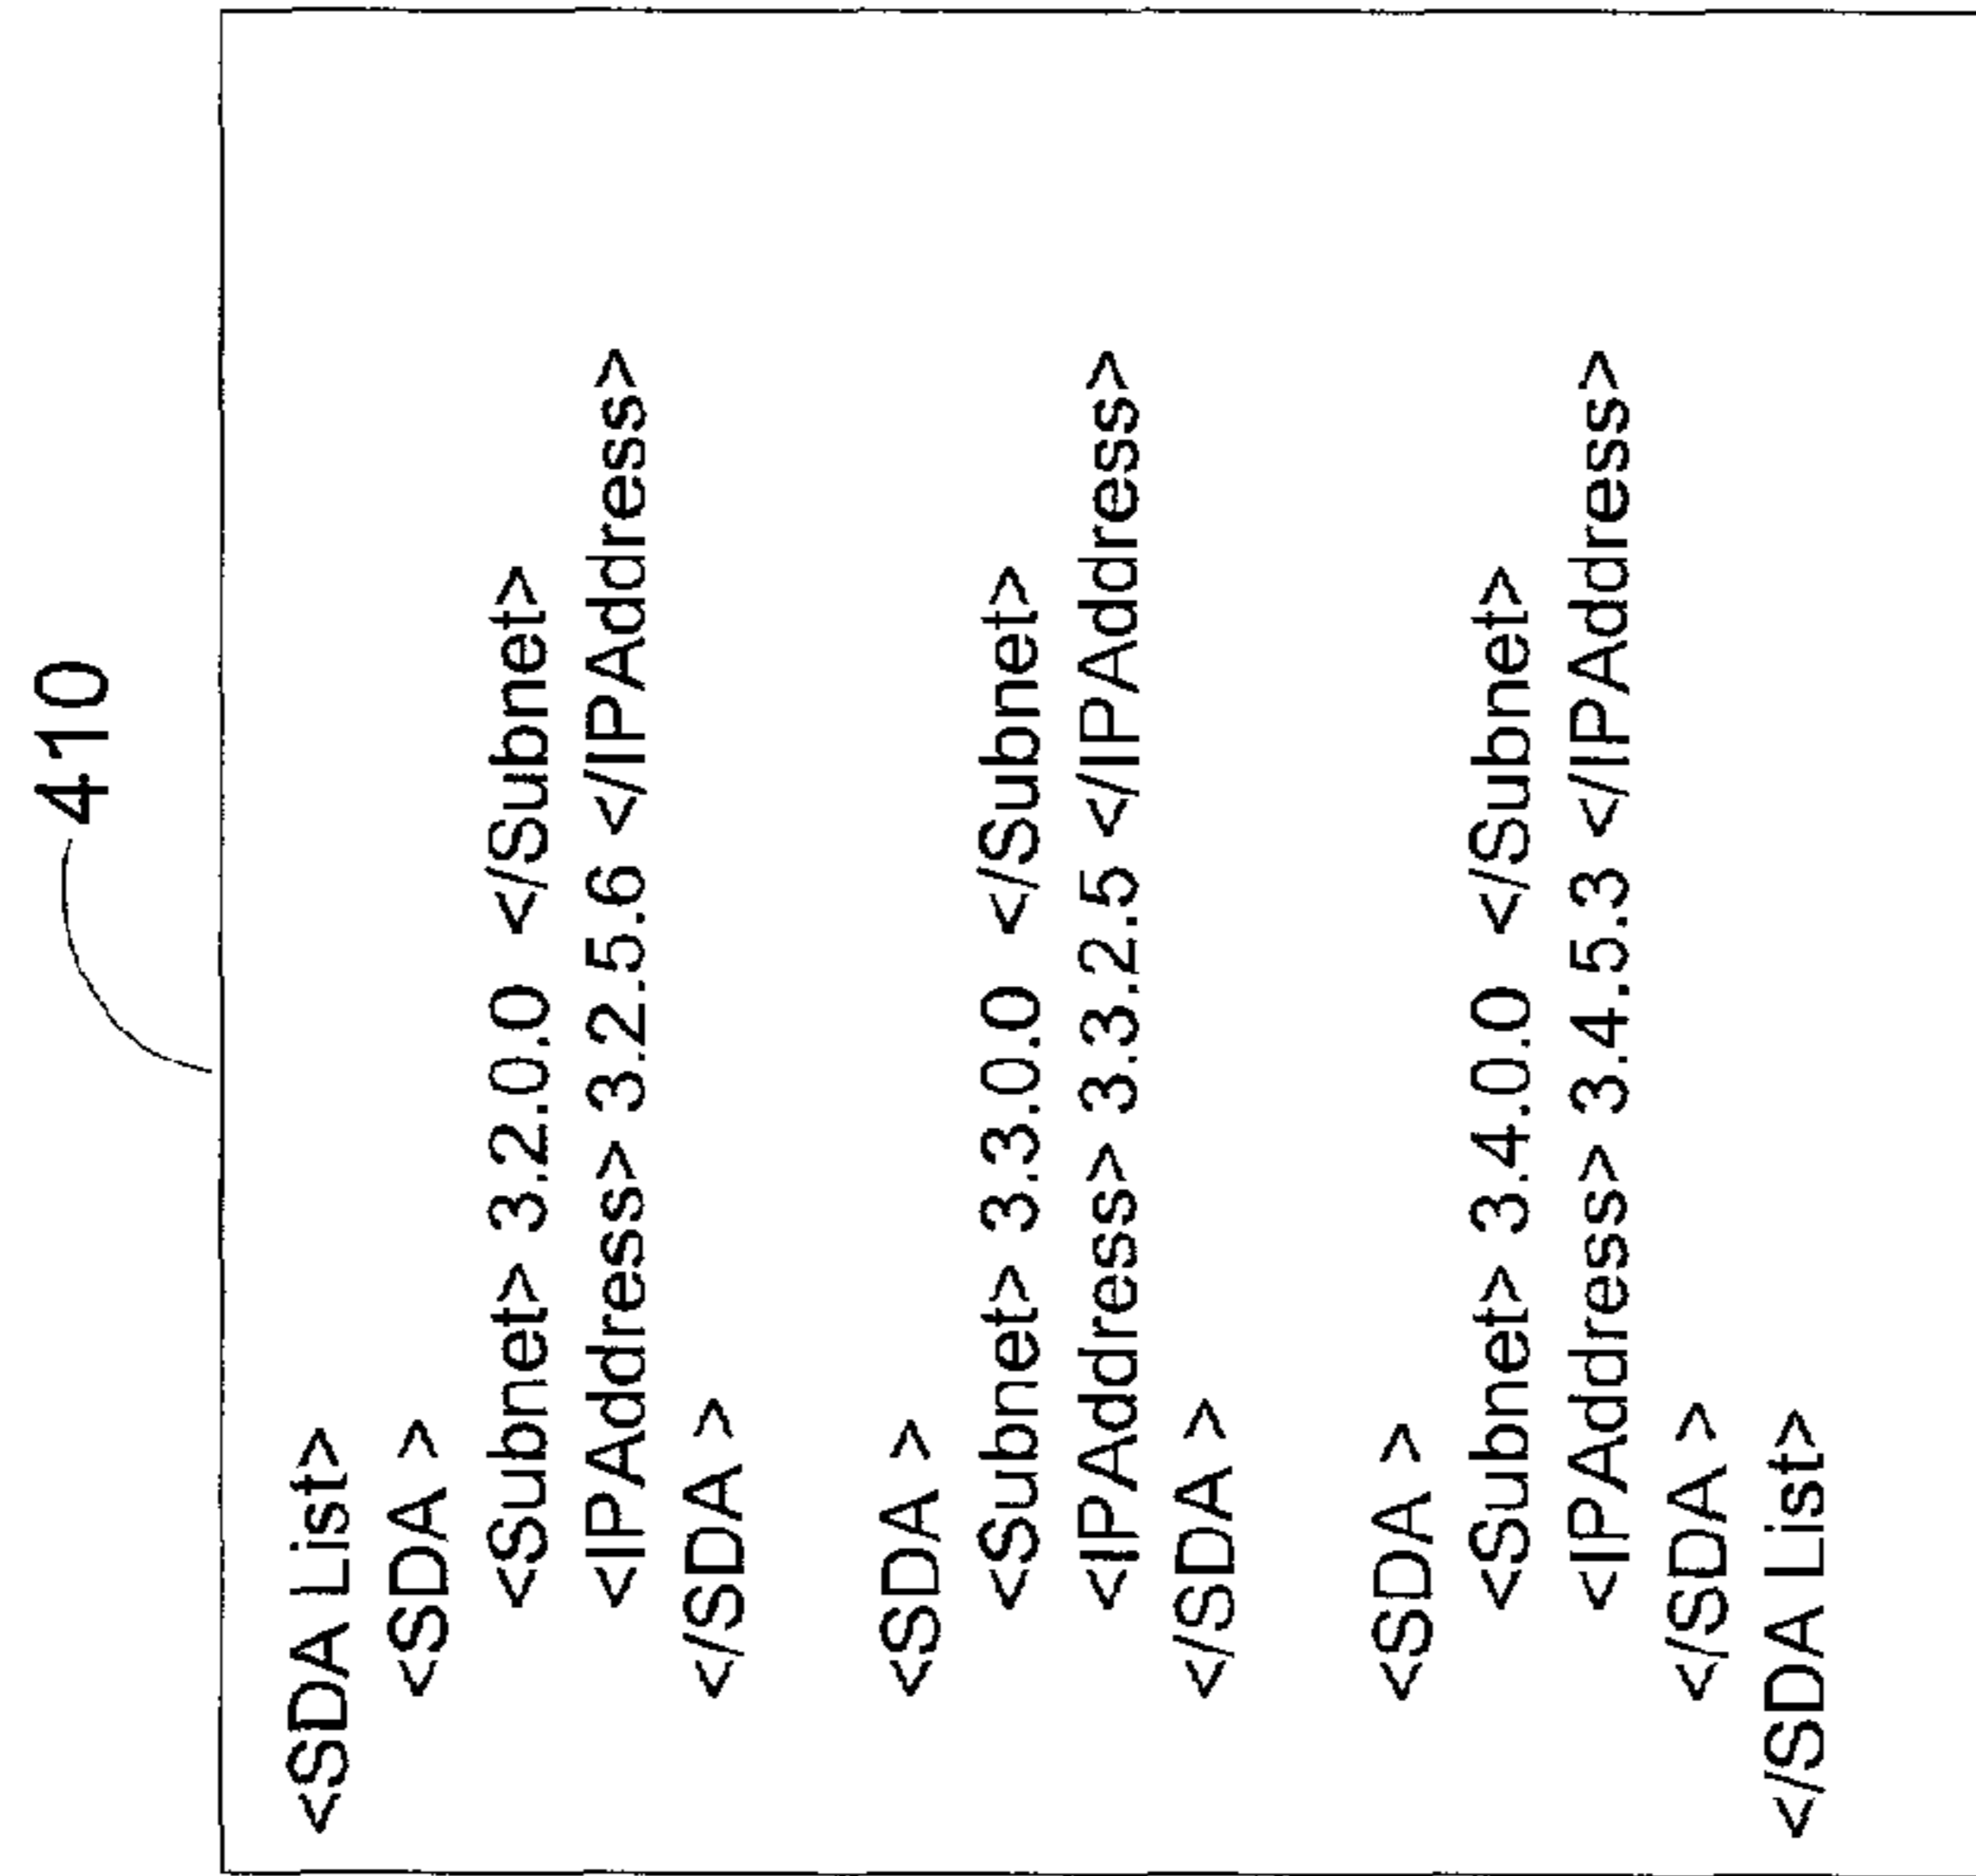 410
<SDA List>
<SDA >
<Subnet> 3.2.0.0 </Subnet>
<IPAddress> 3.2.5.6 </IPAddress>
</SDA >
<SDA >
<Subnet> 3.3.0.0 </Subnet>
<IPAddress> 3.3.2.5 </IPAddress>
</SDA >
<SDA >
<Subnet> 3.4.0.0 </Subnet>
<IPAddress> 3.4.5.3 </IPAddress>
</SDA >
</SDA List>